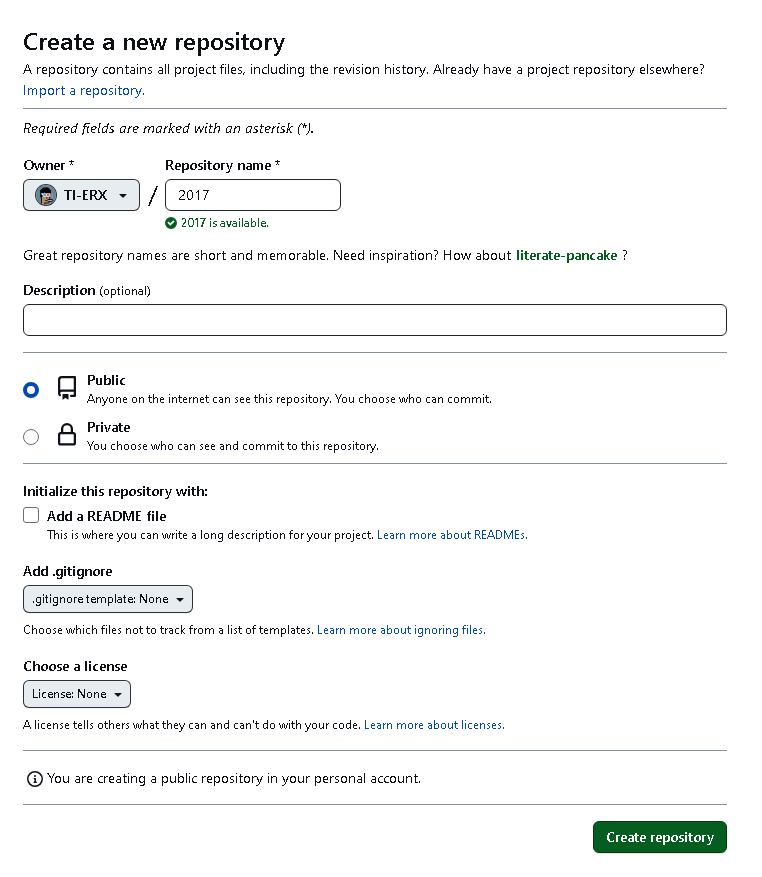 Create a new repository
A repository contains all project files, including the revision history. Already have a project repository elsewhere?
Import a repository.
Required fields are marked with an asterisk (*).
Owner * Repository name *
TI-ERX / 2017
2017 is available.
Great repository names are short and memorable. Need inspiration? How about literate-pancake ?
Description (optional)
Public
Anyone on the internet can see this repository. You choose who can commit.
Private
You choose who can see and commit to this repository.
Initialize this repository with:
Add a README file
This is where you can write a long description for your project. Learn more about READMEs.
Add .gitignore
.gitignore template: None
Choose which files not to track from a list of templates. Learn more about ignoring files.
Choose a license
License: None
A license tells others what they can and can't do with your code. Learn more about licenses.
You are creating a public repository in your personal account.
Create repository